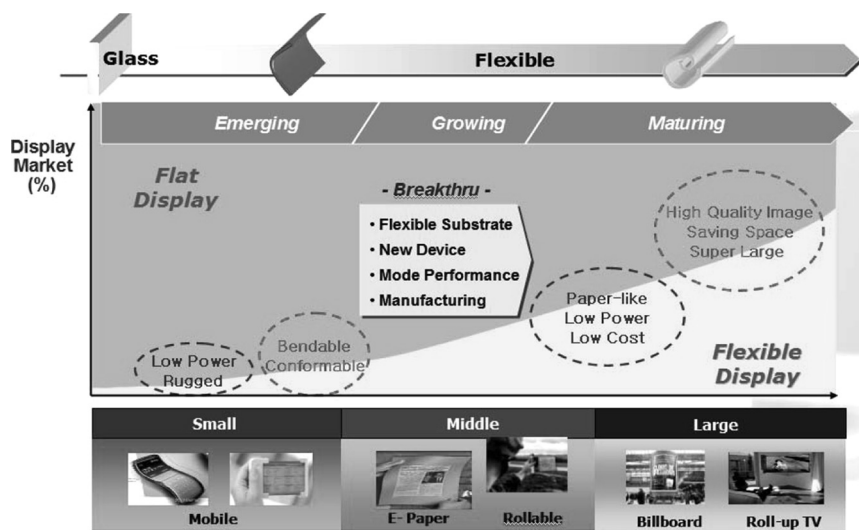 Glass
Flexible
Emerging
Growing
Maturing
Display
Market
(%)
Flat
Display
- Breakthru -
• Flexible Substrate
• New Device
• Mode Performance
• Manufacturing
High Quality Image
Saving Space
Super Large
Paper-like
Low Power
Low Cost
Bendable
Conformable
Low Power
Rugged
Flexible
Display
Small
Middle
Large
Mobile
E- Paper
Rollable
Billboard
Roll-up TV